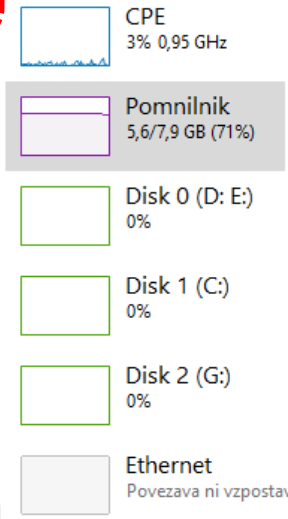 CPE
3% 0,95 GHz
Pomnilnik
5,6/7,9 GB (71%)
Disk 0 (D: E:)
0%
Disk 1 (C:)
0%
Disk 2 (G:)
0%
Ethernet
Povezava ni vzpostav